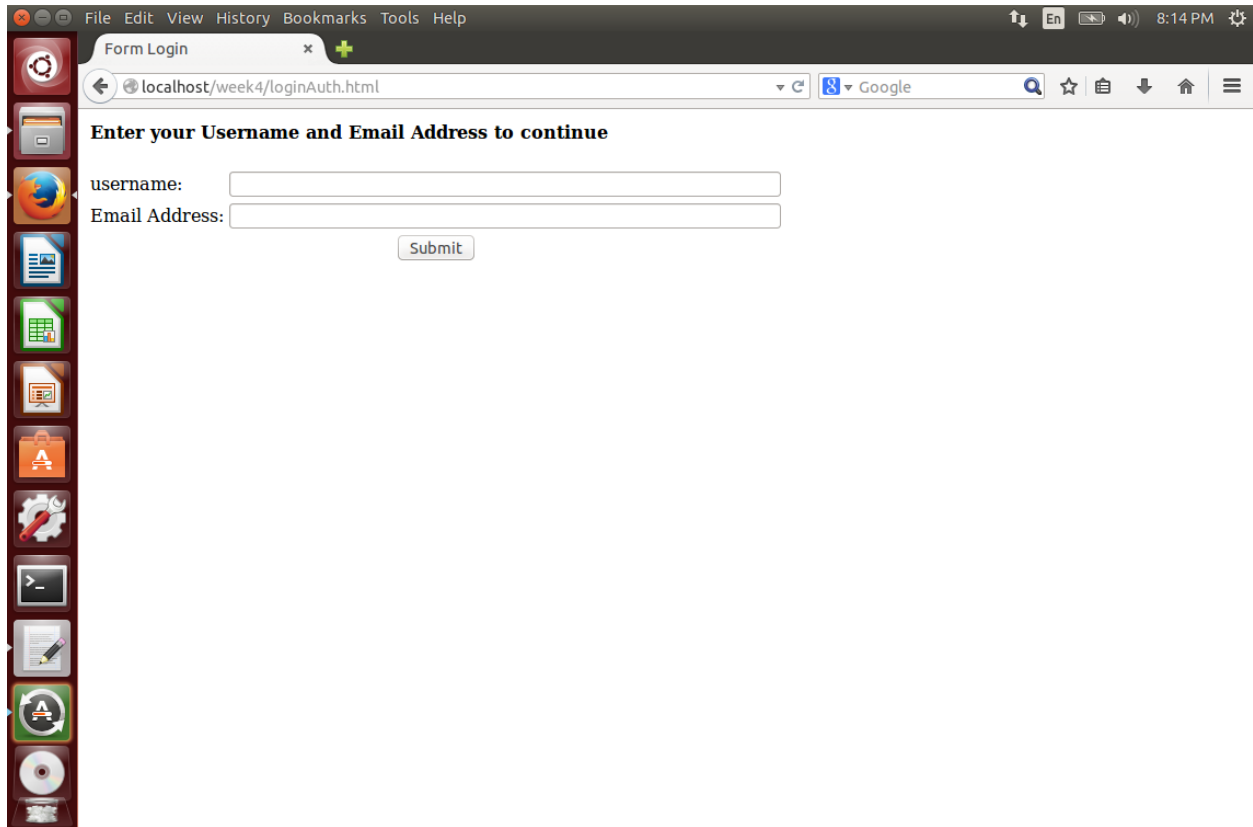 File Edit View History Bookmarks Tools Help En 8:14 PM
Form Login
localhost/week4/loginAuth.html Google
Enter your Username and Email Address to continue
username:
Email Address:
Submit